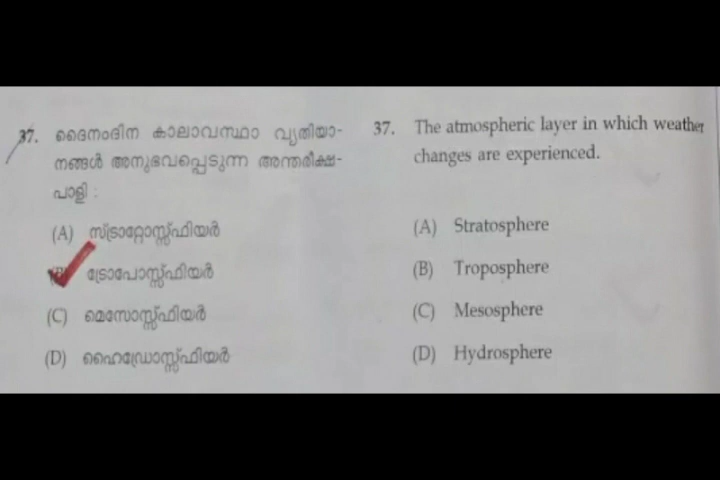 37. ദൈനംദിന കാലാവസ്ഥാ വ്യതിയാ-
നങ്ങൾ അനുഭവപ്പെടുന്ന അന്തരീക്ഷ-
പാളി :
(A) സ്ട്രാറ്റോസ്ഫിയർ
(B) ട്രോപോസ്ഫിയർ
(C) മെസോസ്ഫിയർ
(D) ഹൈഡ്രോസ്ഫിയർ
37. The atmospheric layer in which weather
changes are experienced.
(A) Stratosphere
(B) Troposphere
(C) Mesosphere
(D) Hydrosphere